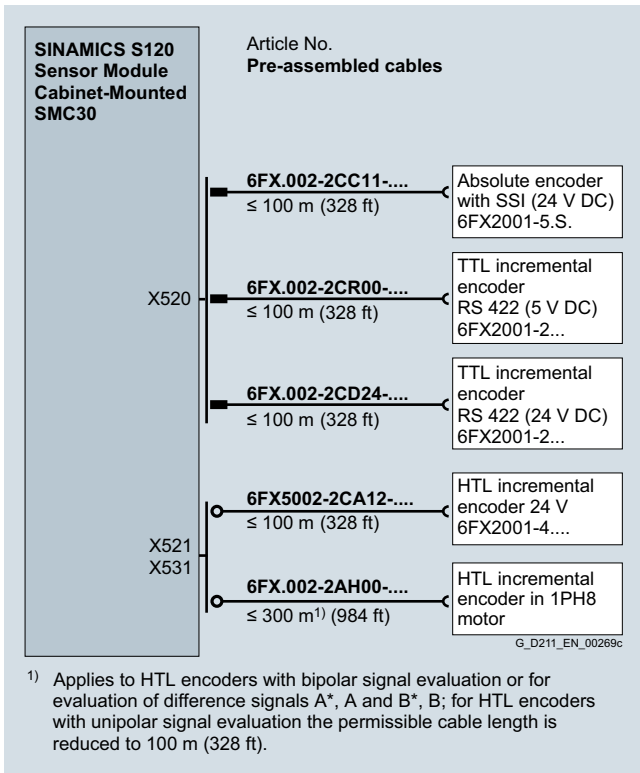 SINAMICS S120
Sensor Module
Cabinet-Mounted
SMC30
Article No.
Pre-assembled cables
X520
6FX.002-2CC11-....
≤ 100 m (328 ft)
Absolute encoder
with SSI (24 V DC)
6FX2001-5.S.
6FX.002-2CR00-....
≤ 100 m (328 ft)
TTL incremental
encoder
RS 422 (5 V DC)
6FX2001-2...
6FX.002-2CD24-....
≤ 100 m (328 ft)
TTL incremental
encoder
RS 422 (24 V DC)
6FX2001-2...
X521
X531
6FX5002-2CA12-....
≤ 100 m (328 ft)
HTL incremental
encoder 24 V
6FX2001-4....
6FX.002-2AH00-....
≤ 300 m1) (984 ft)
HTL incremental
encoder in 1PH8
motor
G_D211_EN_00269c
1) Applies to HTL encoders with bipolar signal evaluation or for
evaluation of difference signals A*, A and B*, B; for HTL encoders
with unipolar signal evaluation the permissible cable length is
reduced to 100 m (328 ft).